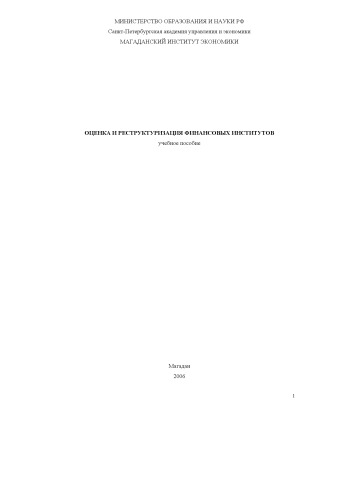 МИНИСТЕРСТВО ОБРАЗОВАНИЯ И НАУКИ РФ
Санкт-Петербургская академия управления и экономики
МАГАДАНСКИЙ ИНСТИТУТ ЭКОНОМИКИ
ОЦЕНКА И РЕСТРУКТУРИЗАЦИЯ ФИНАНСОВЫХ ИНСТИТУТОВ
учебное пособие
Магадан
2006
1